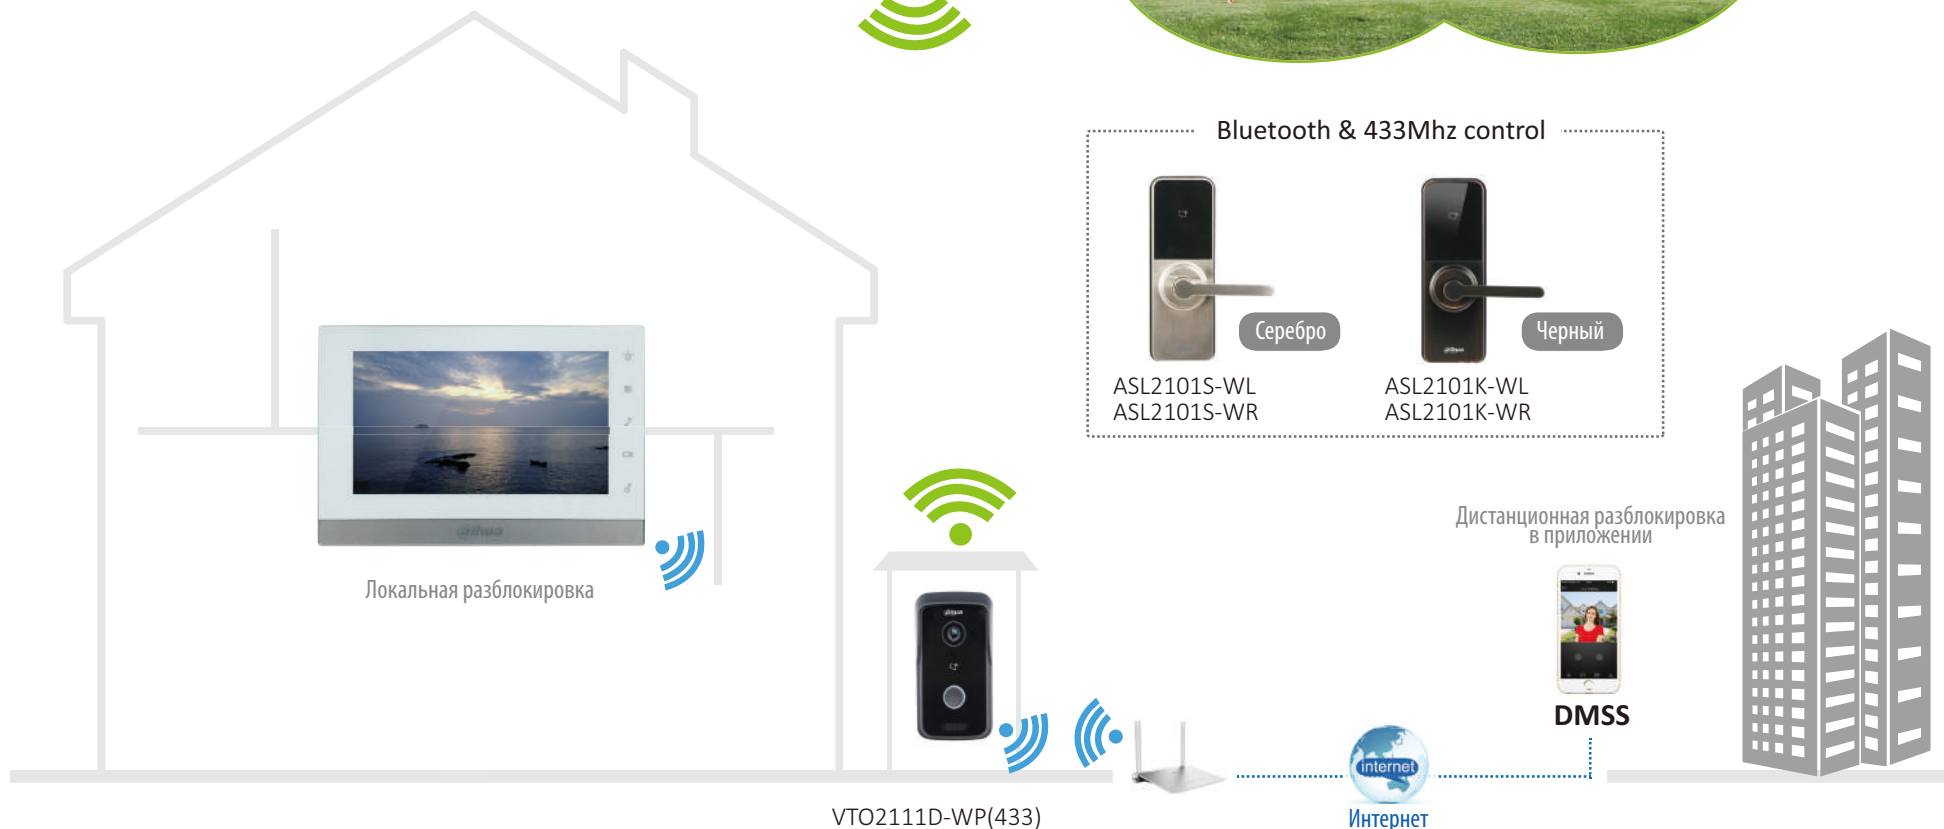 Bluetooth & 433Mhz control
Серебро
Черный
ASL2101S-WL
ASL2101S-WR
ASL2101K-WL
ASL2101K-WR
alhua
Локальная разблокировка
Дистанционная разблокировка
в приложении
DMSS
internet
Интернет
VTO2111D-WP(433)